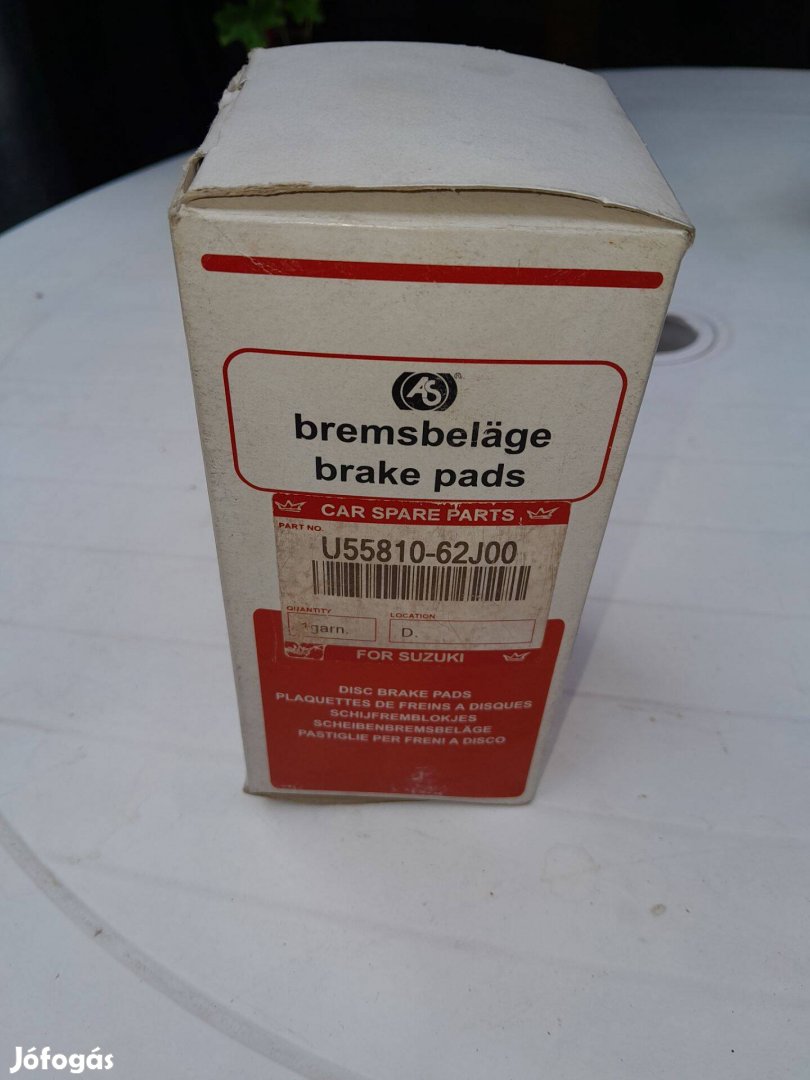 AS ®
bremsbeläge
brake pads
CAR SPARE PARTS
PART NO.
U55810-62J00
QUANTITY
LOCATION
1garn.
D.
FOR SUZUKI
DISC BRAKE PADS
PLAQUETTES DE FREINS A DISQUES
SCHIJFREMBLOKJES
SCHEIBENBREMSBELÄGE
PASTIGLIE PER FRENI A DISCO
Jófogás